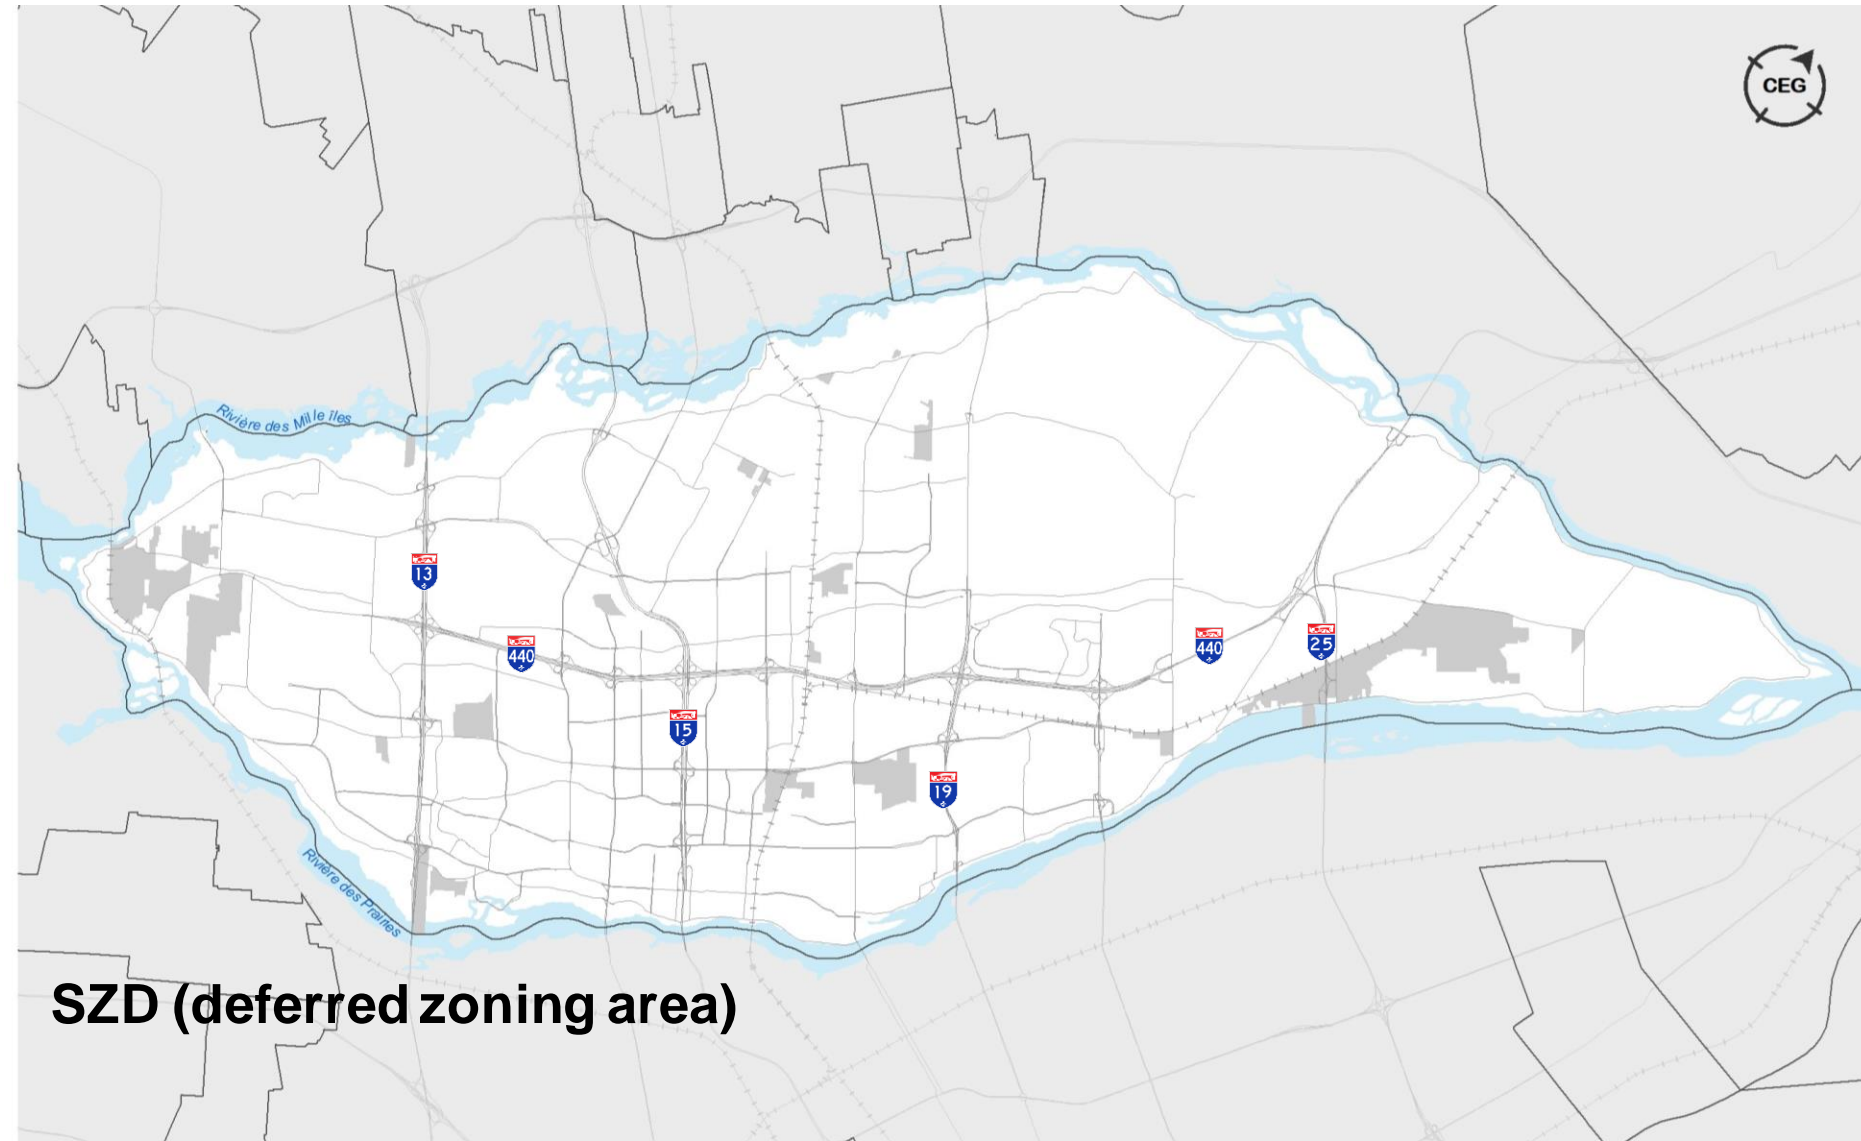 CEG
Rivière des Mille îles
13
440
440
25
15
19
Rivière des Prairies
SZD (deferred zoning area)